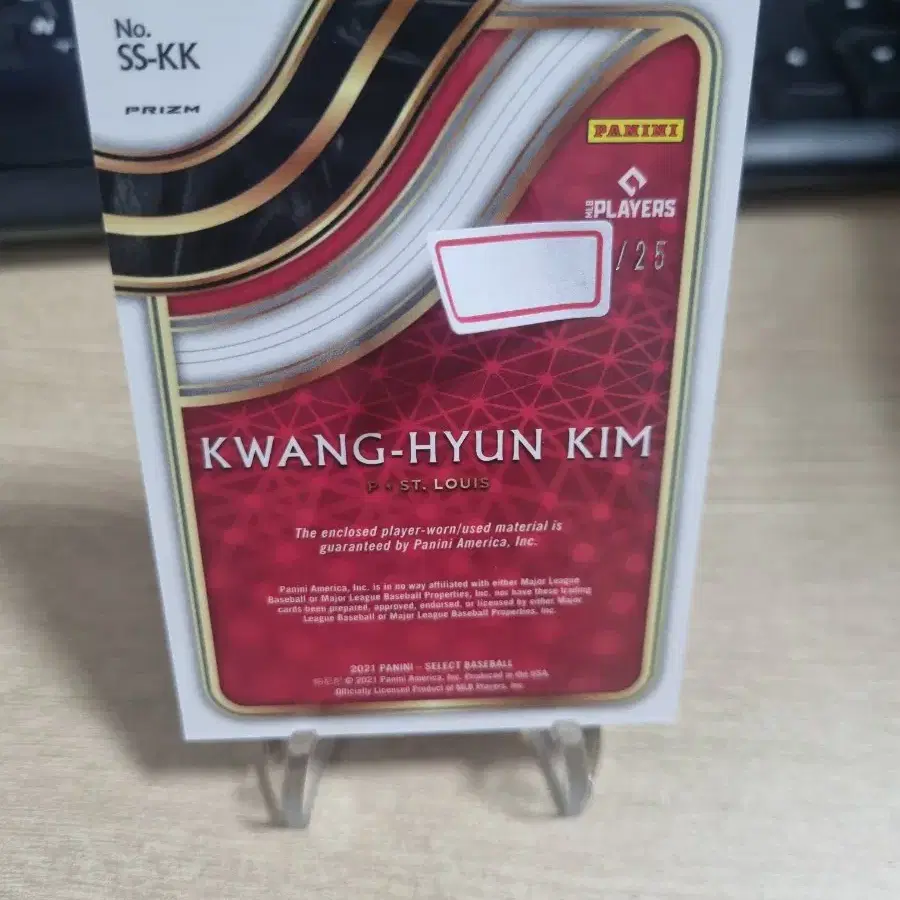 No.
SS-KK
PRIZM
PANINI
MLB PLAYERS
/25
KWANG-HYUN KIM
P • ST. LOUIS
The enclosed player-worn/used material is
guaranteed by Panini America, Inc.
Panini America, Inc. is in no way affiliated with either Major League
Baseball or Major League Baseball Properties, Inc. nor have these trading
cards been prepared, approved, endorsed, or licensed by either Major
League Baseball or Major League Baseball Properties, Inc.
2021 PANINI – SELECT BASEBALL
© 2021 Panini America, Inc. Produced in the USA.
Officially Licensed Product of MLB Players, Inc.